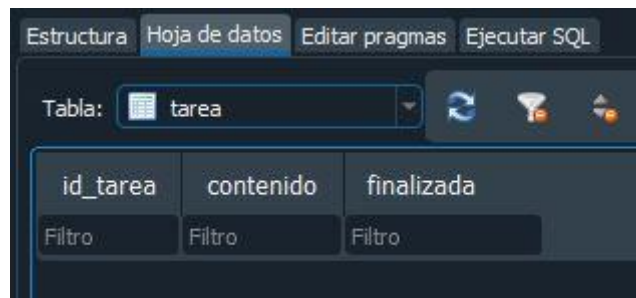 Estructura Hoja de datos Editar pragmas Ejecutar SQL
Tabla: tarea
id_tarea contenido finalizada
Filtro Filtro Filtro